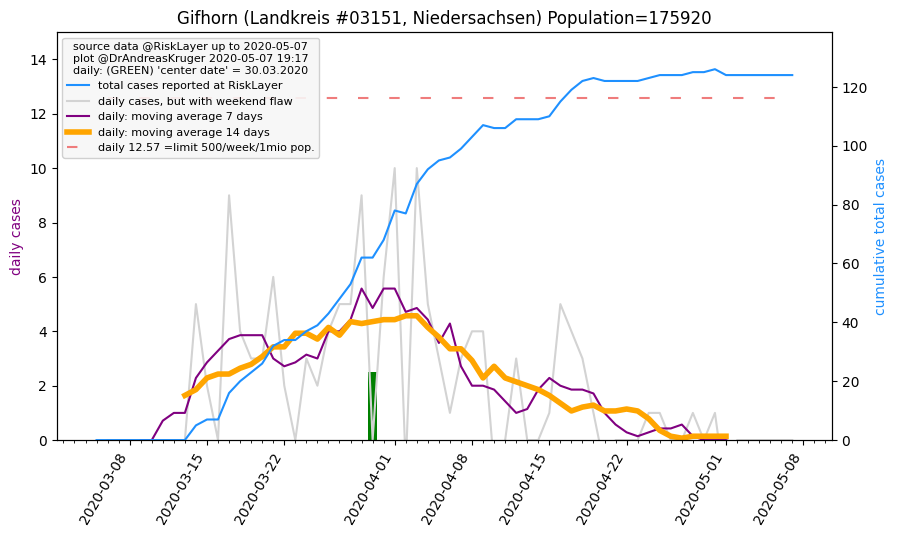 Gifhorn (Landkreis #03151, Niedersachsen) Population=175920
source data @RiskLayer up to 2020-05-07
plot @DrAndreasKruger 2020-05-07 19:17
daily: (GREEN) 'center date' = 30.03.2020
total cases reported at RiskLayer
daily cases, but with weekend flaw
daily: moving average 7 days
daily: moving average 14 days
daily 12.57 =limit 500/week/1mio pop.
daily cases
14
12
10
8
6
4
2
0
cumulative total cases
120
100
80
60
40
20
0
2020-03-08
2020-03-15
2020-03-22
2020-04-01
2020-04-08
2020-04-15
2020-04-22
2020-05-01
2020-05-08